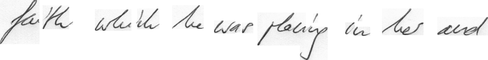 faith which he was placing in her and